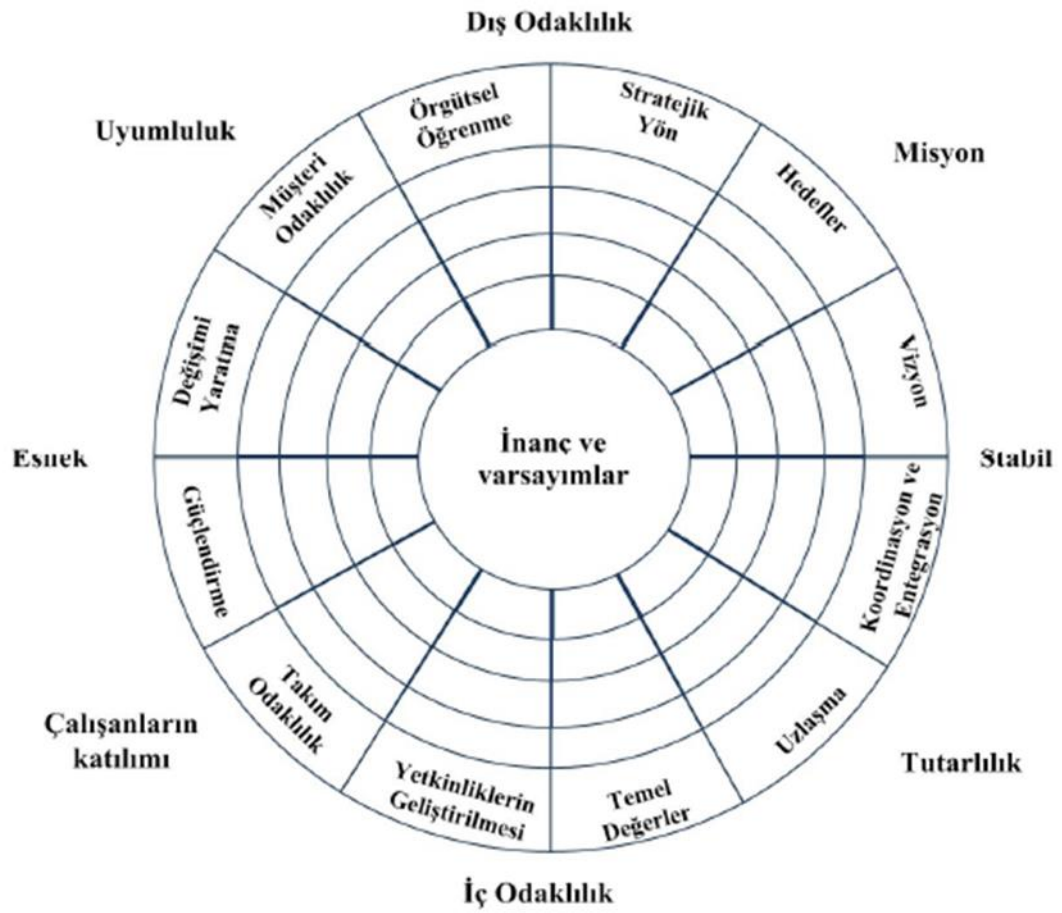 Dış Odaklılık
Uyumluluk
Misyon
Örgütsel
Öğrenme
Stratejik
Yön
Müşteri
Odaklılık
Hedefler
Değişimi
Yaratma
Vizyon
Esnek
İnanç ve
varsayımlar
Stabil
Güçlendirme
Koordinasyon ve
Entegrasyon
Takım
Odaklılık
Uzlaşma
Çalışanların
katılımı
Tutarlılık
Yetkinliklerin
Geliştirilmesi
Temel
Değerler
İç Odaklılık